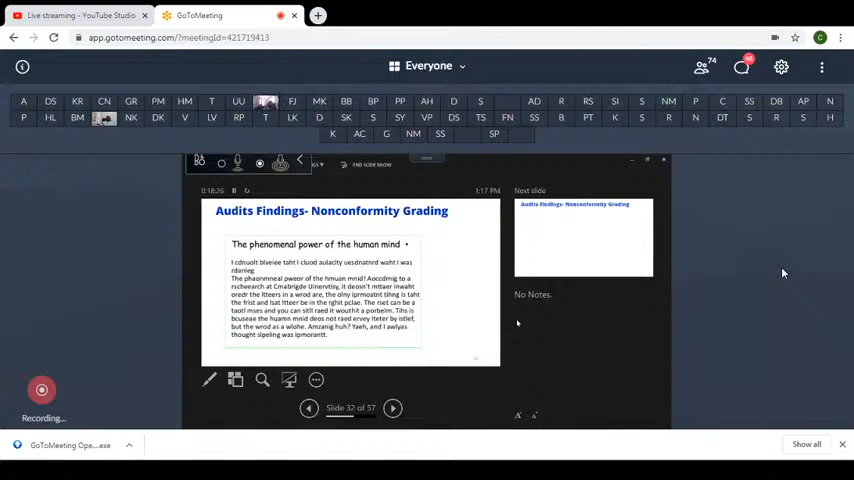 Live streaming - YouTube Studio
GoToMeeting
app.gotomeeting.com/?meetingId=421719413
C
Everyone
74
68
A DS KR CN GR PM HM T UU FJ MK BB BP PP AH D S AD R RS SI S NM P C SS DB AP N
P HL BM NK DK V LV RP T LK D SK S SY VP DS TS FN SS B PT K S R N DT S R S H
K AC G NM SS SP
END SLIDE SHOW
0:18:26
1:17 PM
Next slide
Audits Findings- Nonconformity Grading
Audits Findings- Nonconformity Grading
The phenomenal power of the human mind •
I cdnuolt blveiee taht I cluod aulaclty uesdnatnrd waht I was
rdanieg
The phaonmneal pweor of the hmuan mnid! Aoccdrnig to a
rscheearch at Cmabrigde Uinervtisy, it deosn't mttaer inwaht
oredr the ltteers in a wrod are, the olny iprmoatnt tihng is taht
the frist and lsat ltteer be in the rghit pclae. The rset can be a
taotl mses and you can sitll raed it wouthit a porbelm. Tihs is
bcuseae the huamn mnid deos not raed ervey lteter by istlef,
but the wrod as a wlohe. Amzanig huh? Yaeh, and I awlyas
thought slpeling was ipmorantt.
No Notes.
Slide 32 of 57
Recording...
GoToMeeting Ope....exe
Show all